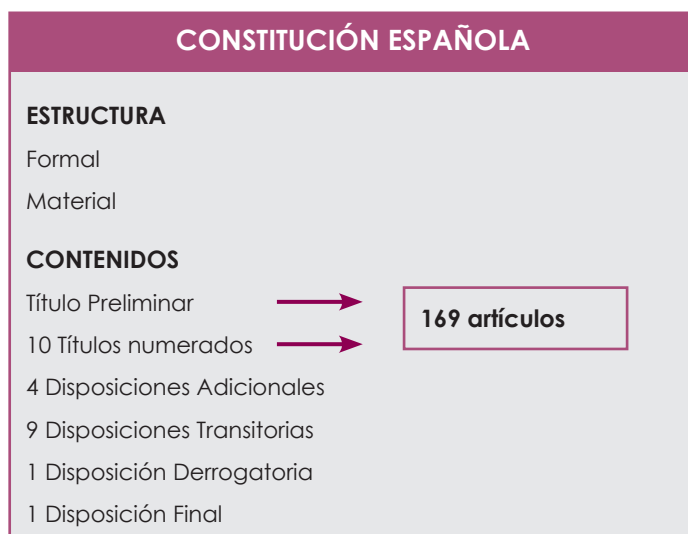 CONSTITUCIÓN ESPAÑOLA
ESTRUCTURA
Formal
Material
CONTENIDOS
Título Preliminar
169 artículos
10 Títulos numerados
4 Disposiciones Adicionales
9 Disposiciones Transitorias
1 Disposición Derrogatoria
1 Disposición Final